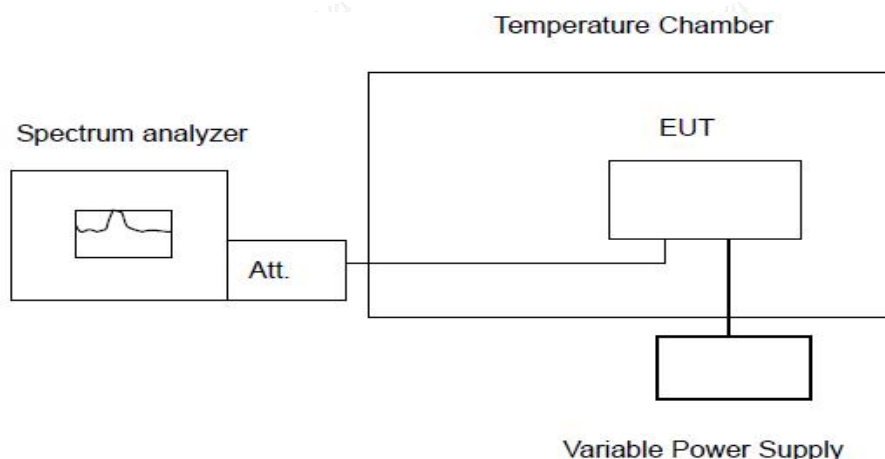 Temperature Chamber
Spectrum analyzer
EUT
Att.
Variable Power Supply